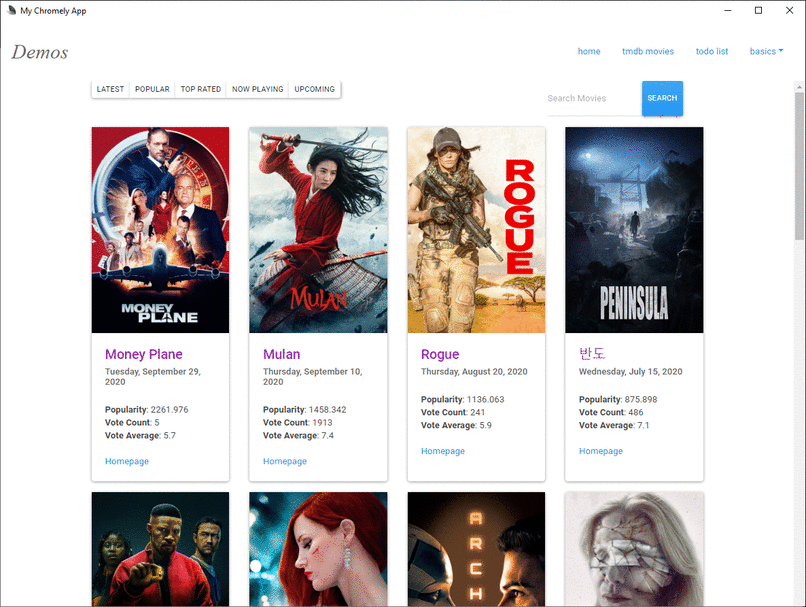 My Chromely App
Demos
home
tmdb movies
todo list
basics
LATEST
POPULAR
TOP RATED
NOW PLAYING
UPCOMING
Search Movies
SEARCH
MONEY
PLANE
MULAN
ROGUE
PENINSULA
Money Plane
Tuesday, September 29,
2020
Popularity: 2261.976
Vote Count: 5
Vote Average: 5.7
Homepage
Mulan
Thursday, September 10,
2020
Popularity: 1458.342
Vote Count: 1913
Vote Average: 7.4
Homepage
Rogue
Thursday, August 20, 2020
Popularity: 1136.063
Vote Count: 241
Vote Average: 5.9
Homepage
반도
Wednesday, July 15, 2020
Popularity: 875.898
Vote Count: 486
Vote Average: 7.1
Homepage
ARCH